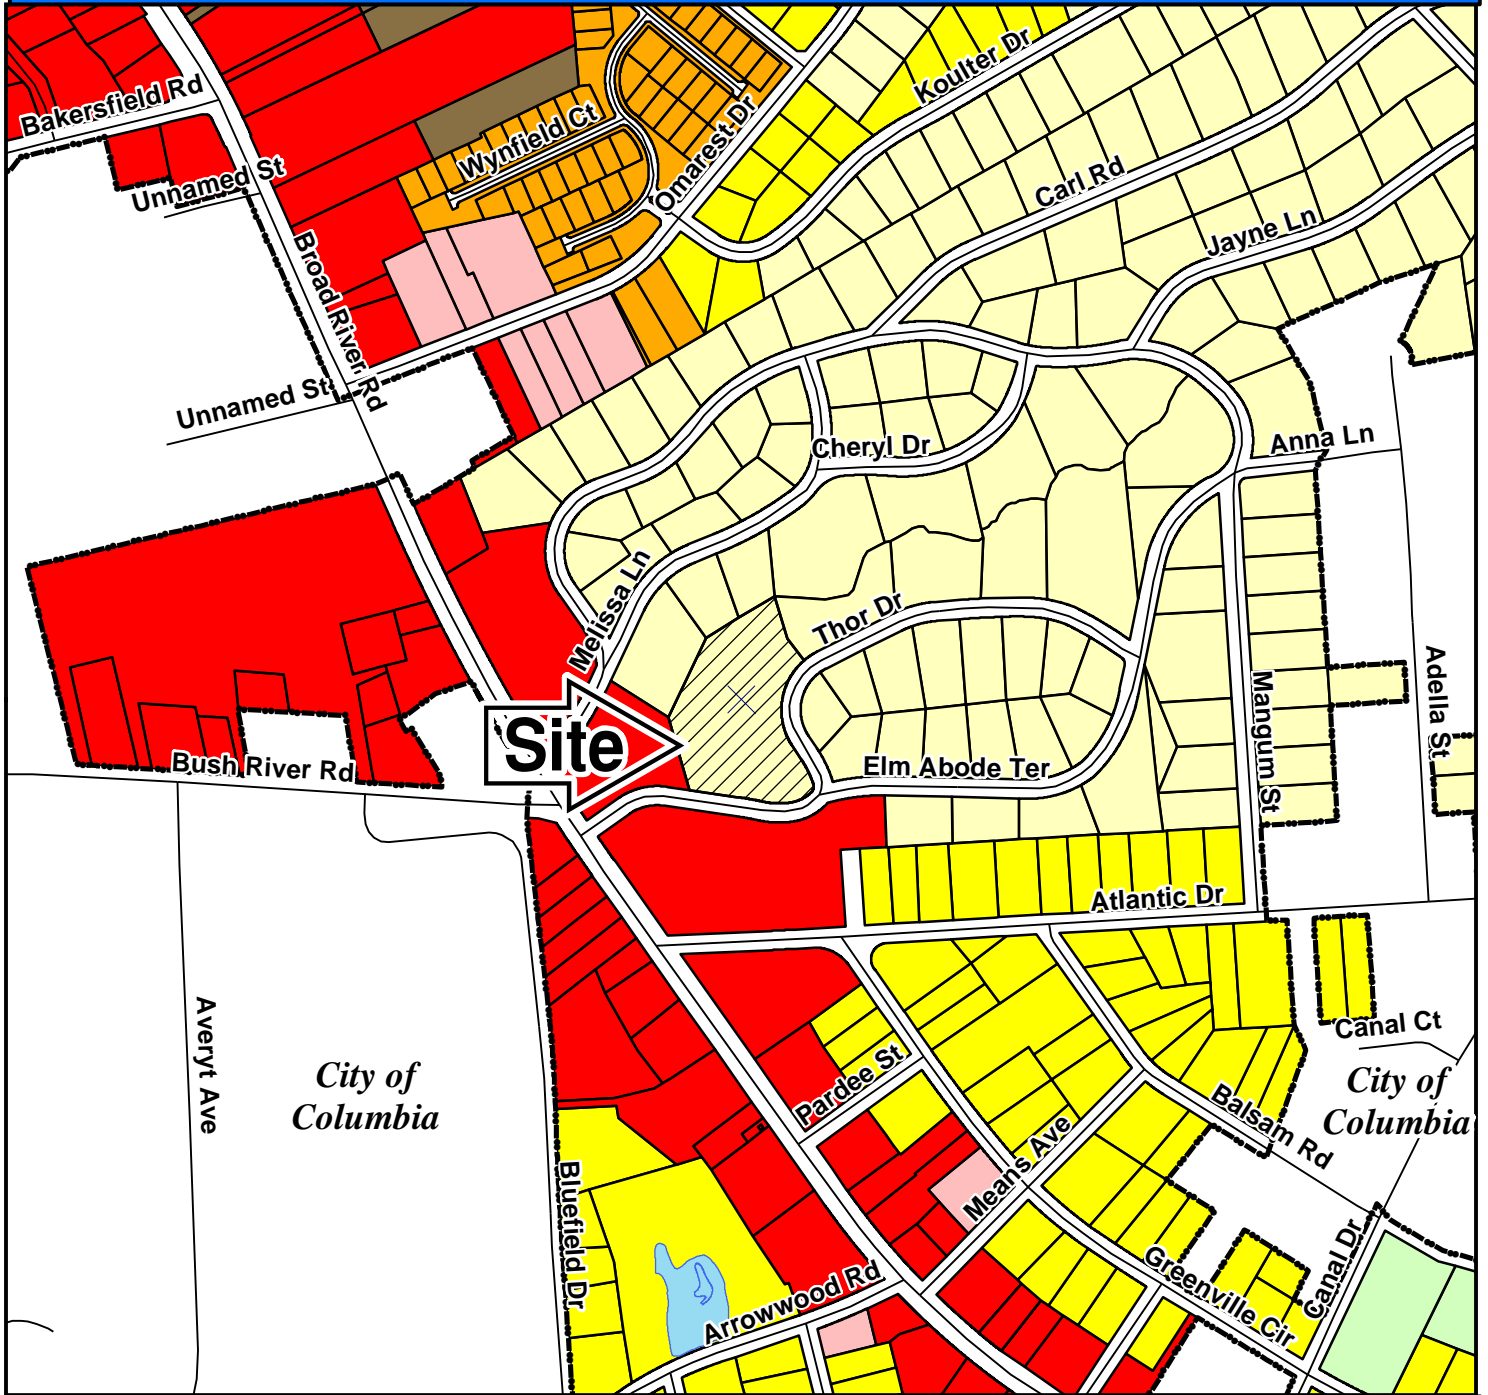 Koulter Dr
Bakersfield Rd
Wynfield Ct
Omarest Dr
Unnamed St
Carl Rd
Jayne Ln
Broad River Rd
Unnamed St
Cheryl Dr
Anna Ln
Melissa Ln
Thor Dr
Adella St
Mangum St
Site
Bush River Rd
Elm Abode Ter
Atlantic Dr
Averyt Ave
Canal Ct
City of
Columbia
Pardee St
City of
Columbia
Balsam Rd
Means Ave
Bluefield Dr
Canal Dr
Greenville Cir
Arrowwood Rd